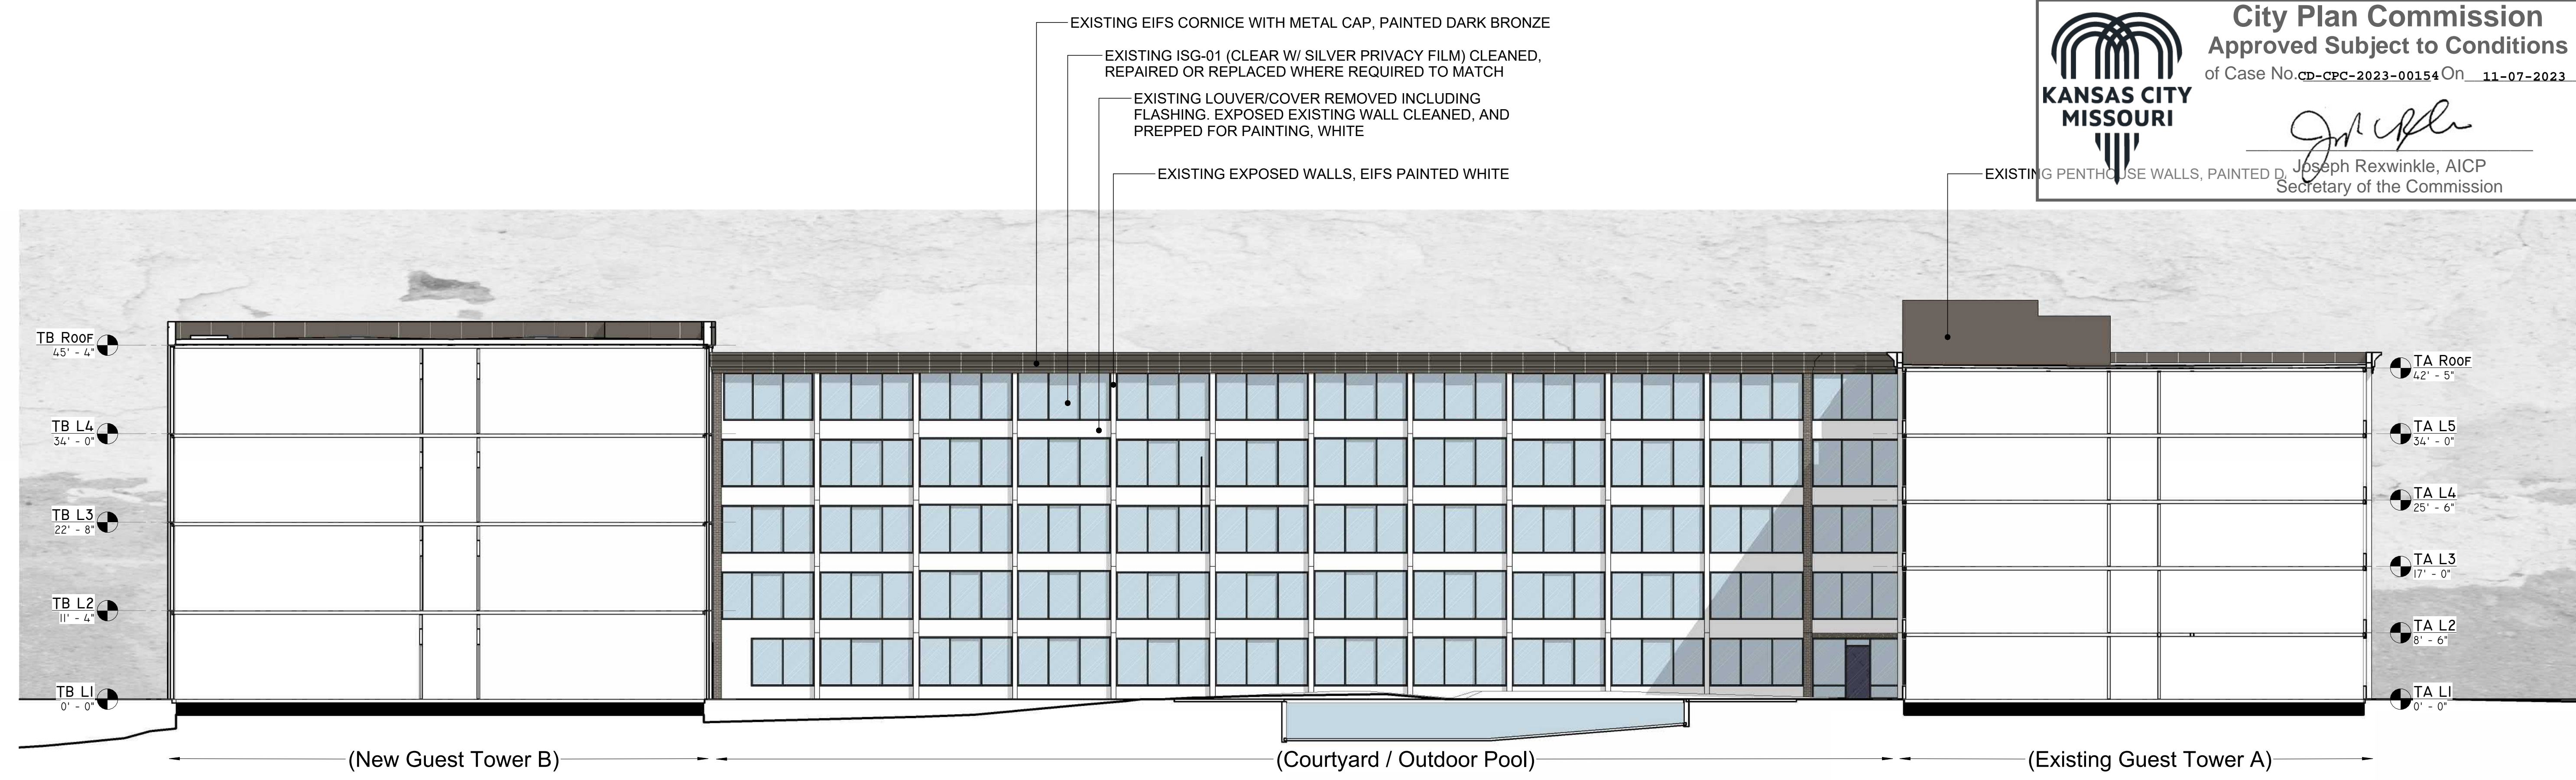 EXISTING EIFS CORNICE WITH METAL CAP, PAINTED DARK BRONZE
EXISTING ISG-01 (CLEAR W/ SILVER PRIVACY FILM) CLEANED,
REPAIRED OR REPLACED WHERE REQUIRED TO MATCH
EXISTING LOUVER/COVER REMOVED INCLUDING
FLASHING. EXPOSED EXISTING WALL CLEANED, AND
PREPPED FOR PAINTING, WHITE
EXISTING EXPOSED WALLS, EIFS PAINTED WHITE
EXISTING PENTHOUSE WALLS, PAINTED D
KANSAS CITY
MISSOURI
City Plan Commission
Approved Subject to Conditions
of Case No. CD-CPC-2023-00154 On 11-07-2023
Joseph Rexwinkle, AICP
Secretary of the Commission
TB ROOF
45' - 4"
TB L4
34' - 0"
TB L3
22' - 8"
TB L2
11' - 4"
TB L1
0' - 0"
TA ROOF
42' - 5"
TA L5
34' - 0"
TA L4
25' - 6"
TA L3
17' - 0"
TA L2
8' - 6"
TA L1
0' - 0"
(New Guest Tower B)
(Courtyard / Outdoor Pool)
(Existing Guest Tower A)